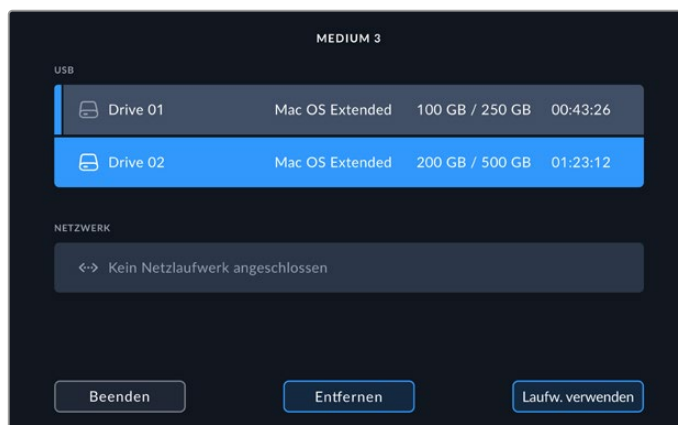 MEDIUM 3
USB
Drive 01 Mac OS Extended 100 GB / 250 GB 00:43:26
Drive 02 Mac OS Extended 200 GB / 500 GB 01:23:12
NETZWERK
Kein Netzlaufwerk angeschlossen
Beenden Entfernen Laufw. verwenden